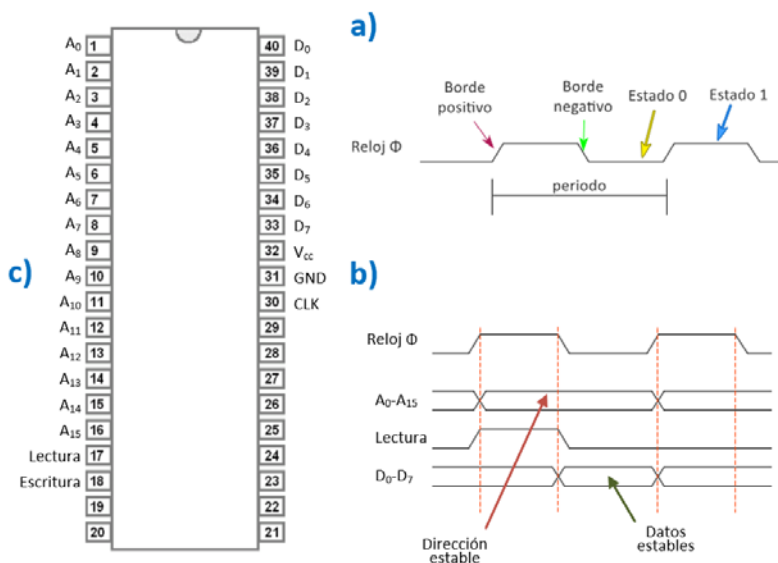 a)
A₀ 1 40 D₀
A₁ 2 39 D₁
A₂ 3 38 D₂
A₃ 4 37 D₃
A₄ 5 36 D₄
A₅ 6 35 D₅
A₆ 7 34 D₆
A₇ 8 33 D₇
A₈ 9 32 Vcc
c)
A₉ 10 31 GND
A₁₀ 11 30 CLK
A₁₁ 12 29
A₁₂ 13 28
A₁₃ 14 27
A₁₄ 15 26
A₁₅ 16 25
Lectura 17 24
Escritura 18 23
19 22
20 21
Borde
positivo
Borde
negativo
Estado 0
Estado 1
Reloj Φ
periodo
b)
Reloj Φ
A₀-A₁₅
Lectura
D₀-D₇
Dirección
estable
Datos
estables